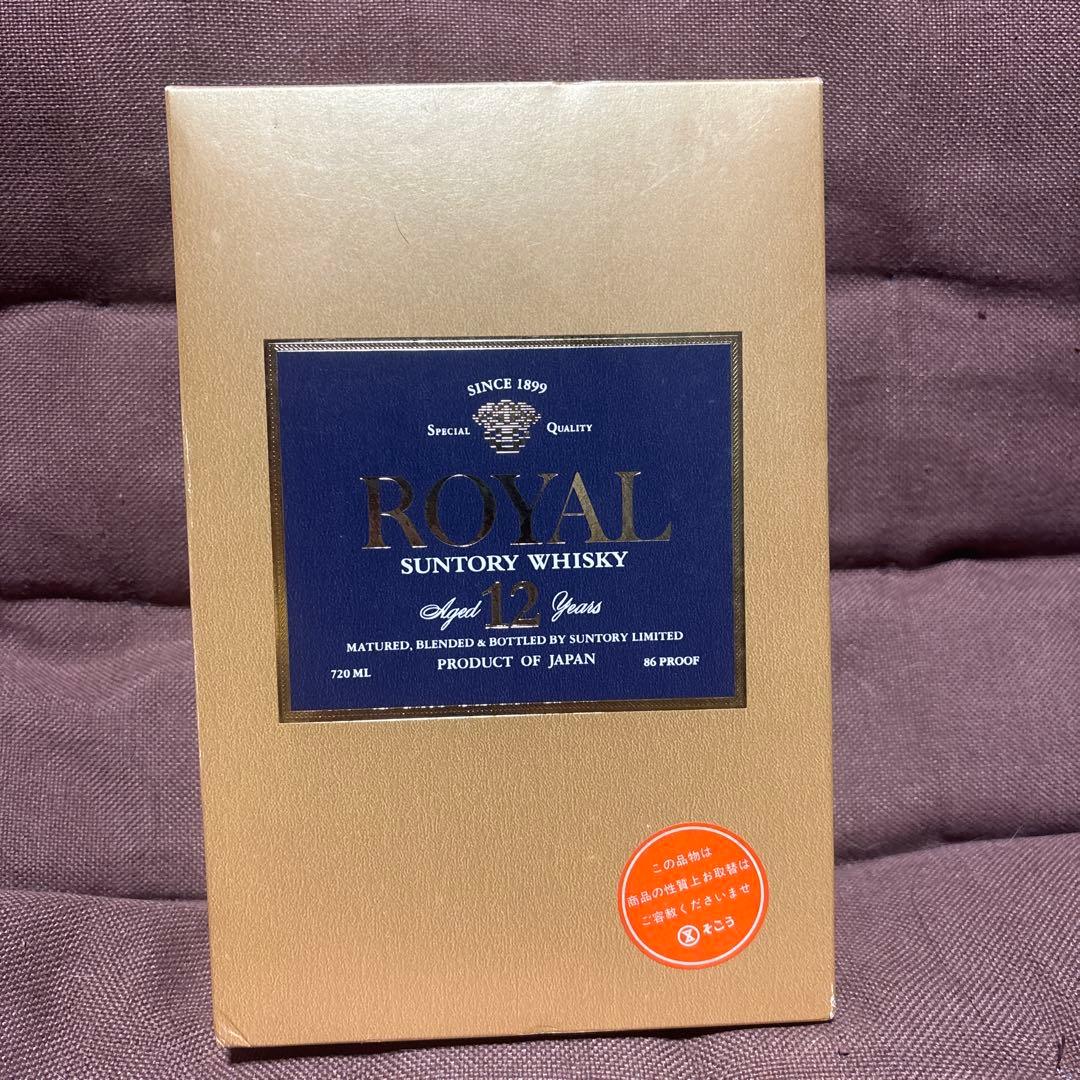 SINCE 1899
SPECIAL QUALITY
ROYAL
SUNTORY WHISKY
Aged 12 Years
MATURED, BLENDED & BOTTLED BY SUNTORY LIMITED
720 ML PRODUCT OF JAPAN 86 PROOF
この品物は
商品の性質上お取替は
ご容赦くださいませ
そごう